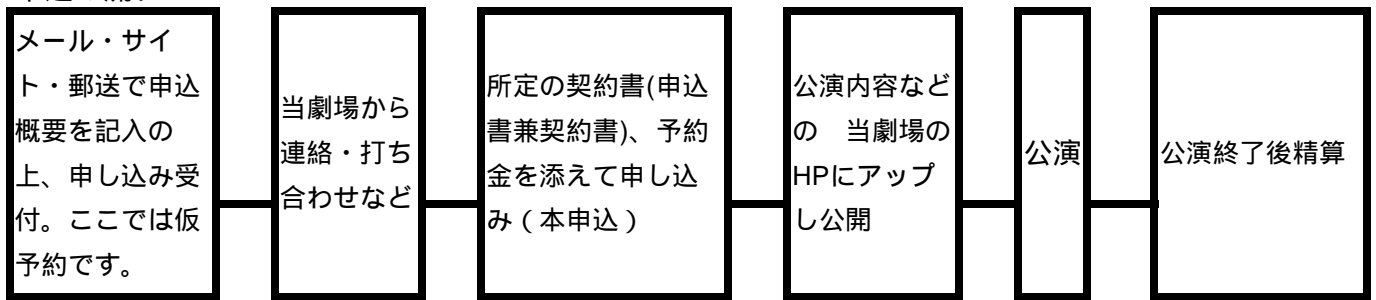 メール・サイ
ト・郵送で申込
概要を記入の
上、申し込み受
付。ここでは仮
予約です。
当劇場から
連絡・打ち
合わせなど
所定の契約書(申込
書兼契約書)、予約
金を添えて申し込
み（本申込）
公演内容など
の　当劇場の
HPにアップ
し公開
公演
公演終了後精算